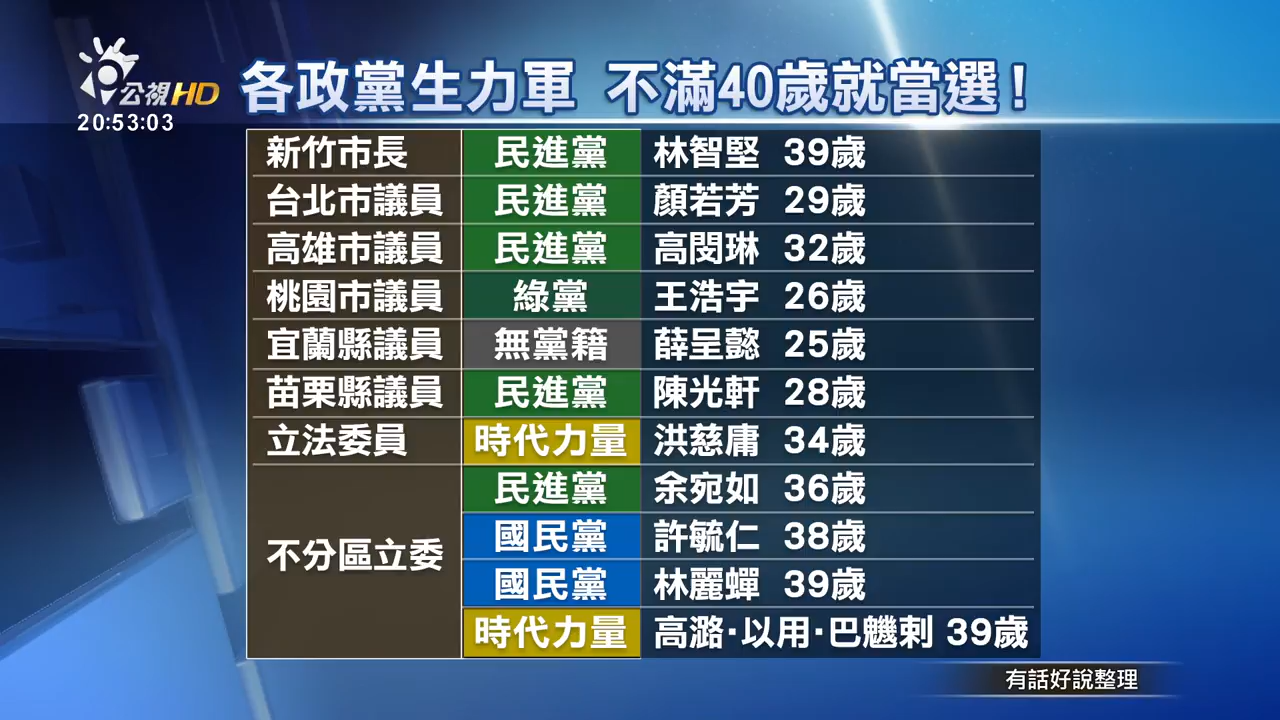 公視HD
20:53:03
各政黨生力軍 不滿40歲就當選!
新竹市長 民進黨 林智堅 39歲
台北市議員 民進黨 顏若芳 29歲
高雄市議員 民進黨 高閔琳 32歲
桃園市議員 綠黨 王浩宇 26歲
宜蘭縣議員 無黨籍 薛呈懿 25歲
苗栗縣議員 民進黨 陳光軒 28歲
立法委員 時代力量 洪慈庸 34歲
不分區立委 民進黨 余宛如 36歲
國民黨 許毓仁 38歲
國民黨 林麗蟬 39歲
時代力量 高潞·以用·巴魕剌 39歲
有話好說整理